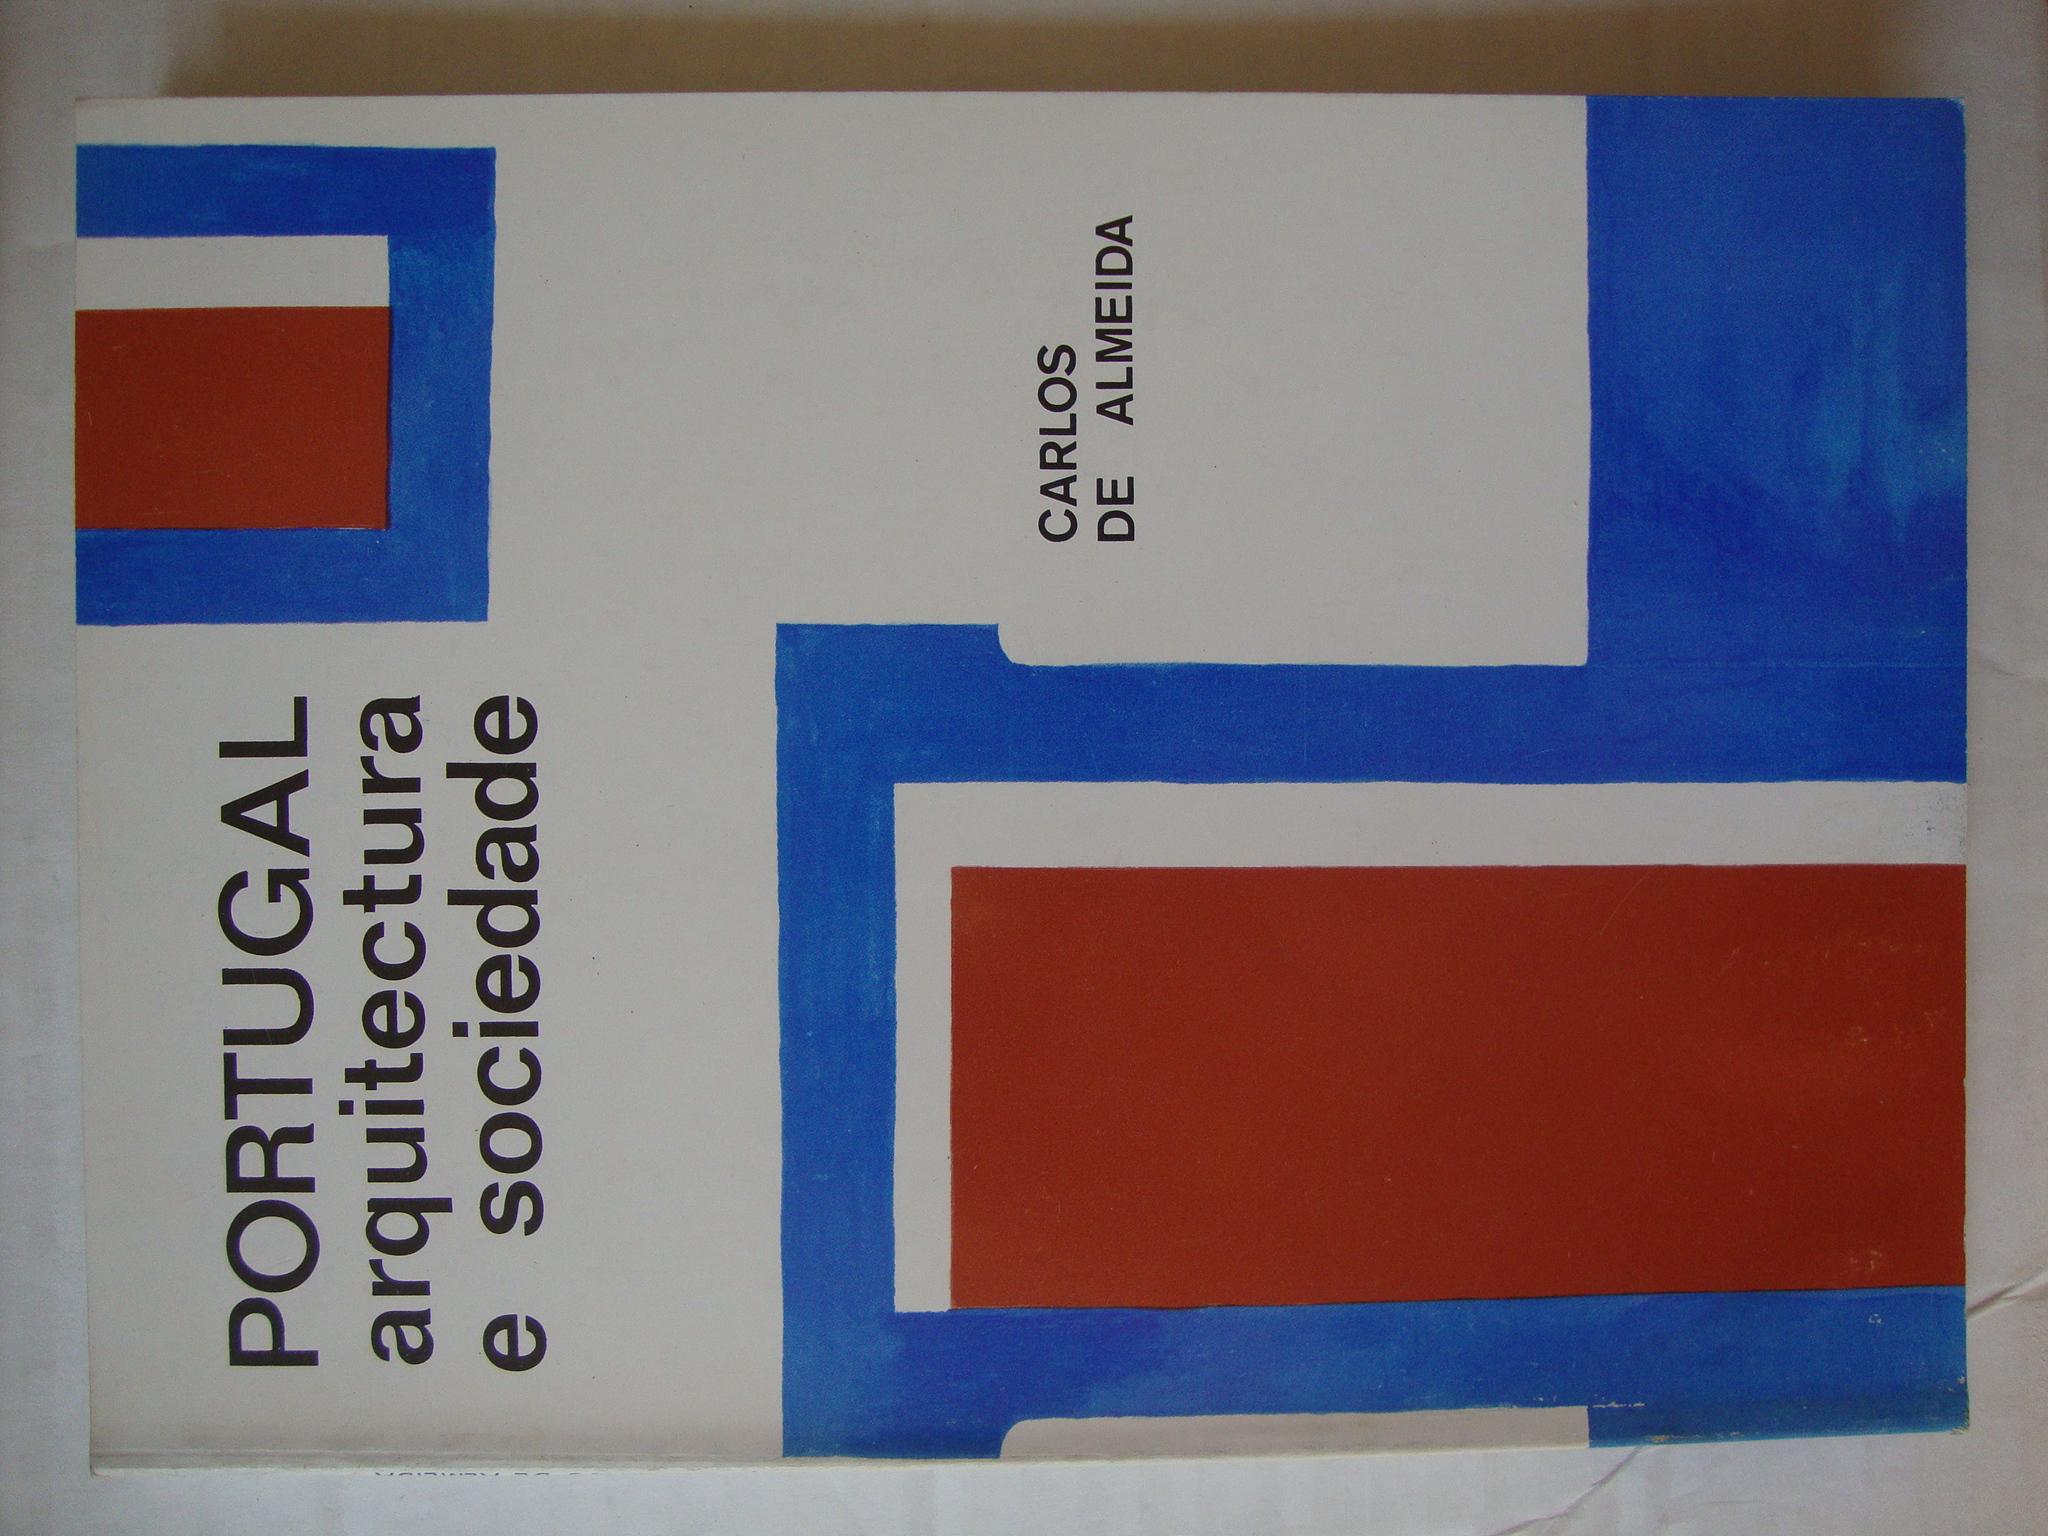 PORTUGAL
arquitectura
e sociedade
CARLOS
DE ALMEIDA